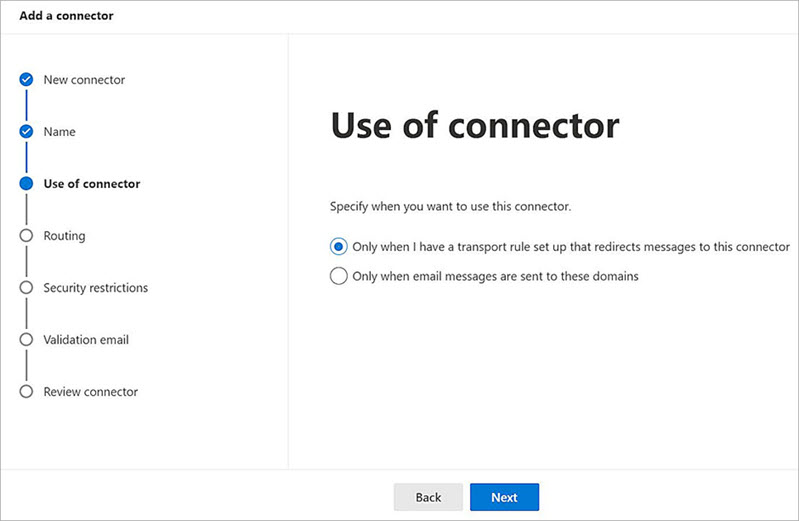 Add a connector
New connector
Name
Use of connector
Routing
Security restrictions
Validation email
Review connector
Use of connector
Specify when you want to use this connector.
Only when I have a transport rule set up that redirects messages to this connector
Only when email messages are sent to these domains
Back
Next